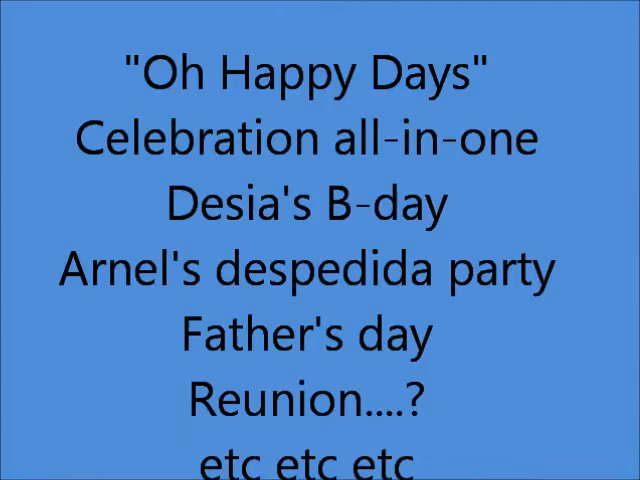 "Oh Happy Days"
Celebration all-in-one
Desia's B-day
Arnel's despedida party
Father's day
Reunion....?
etc etc etc